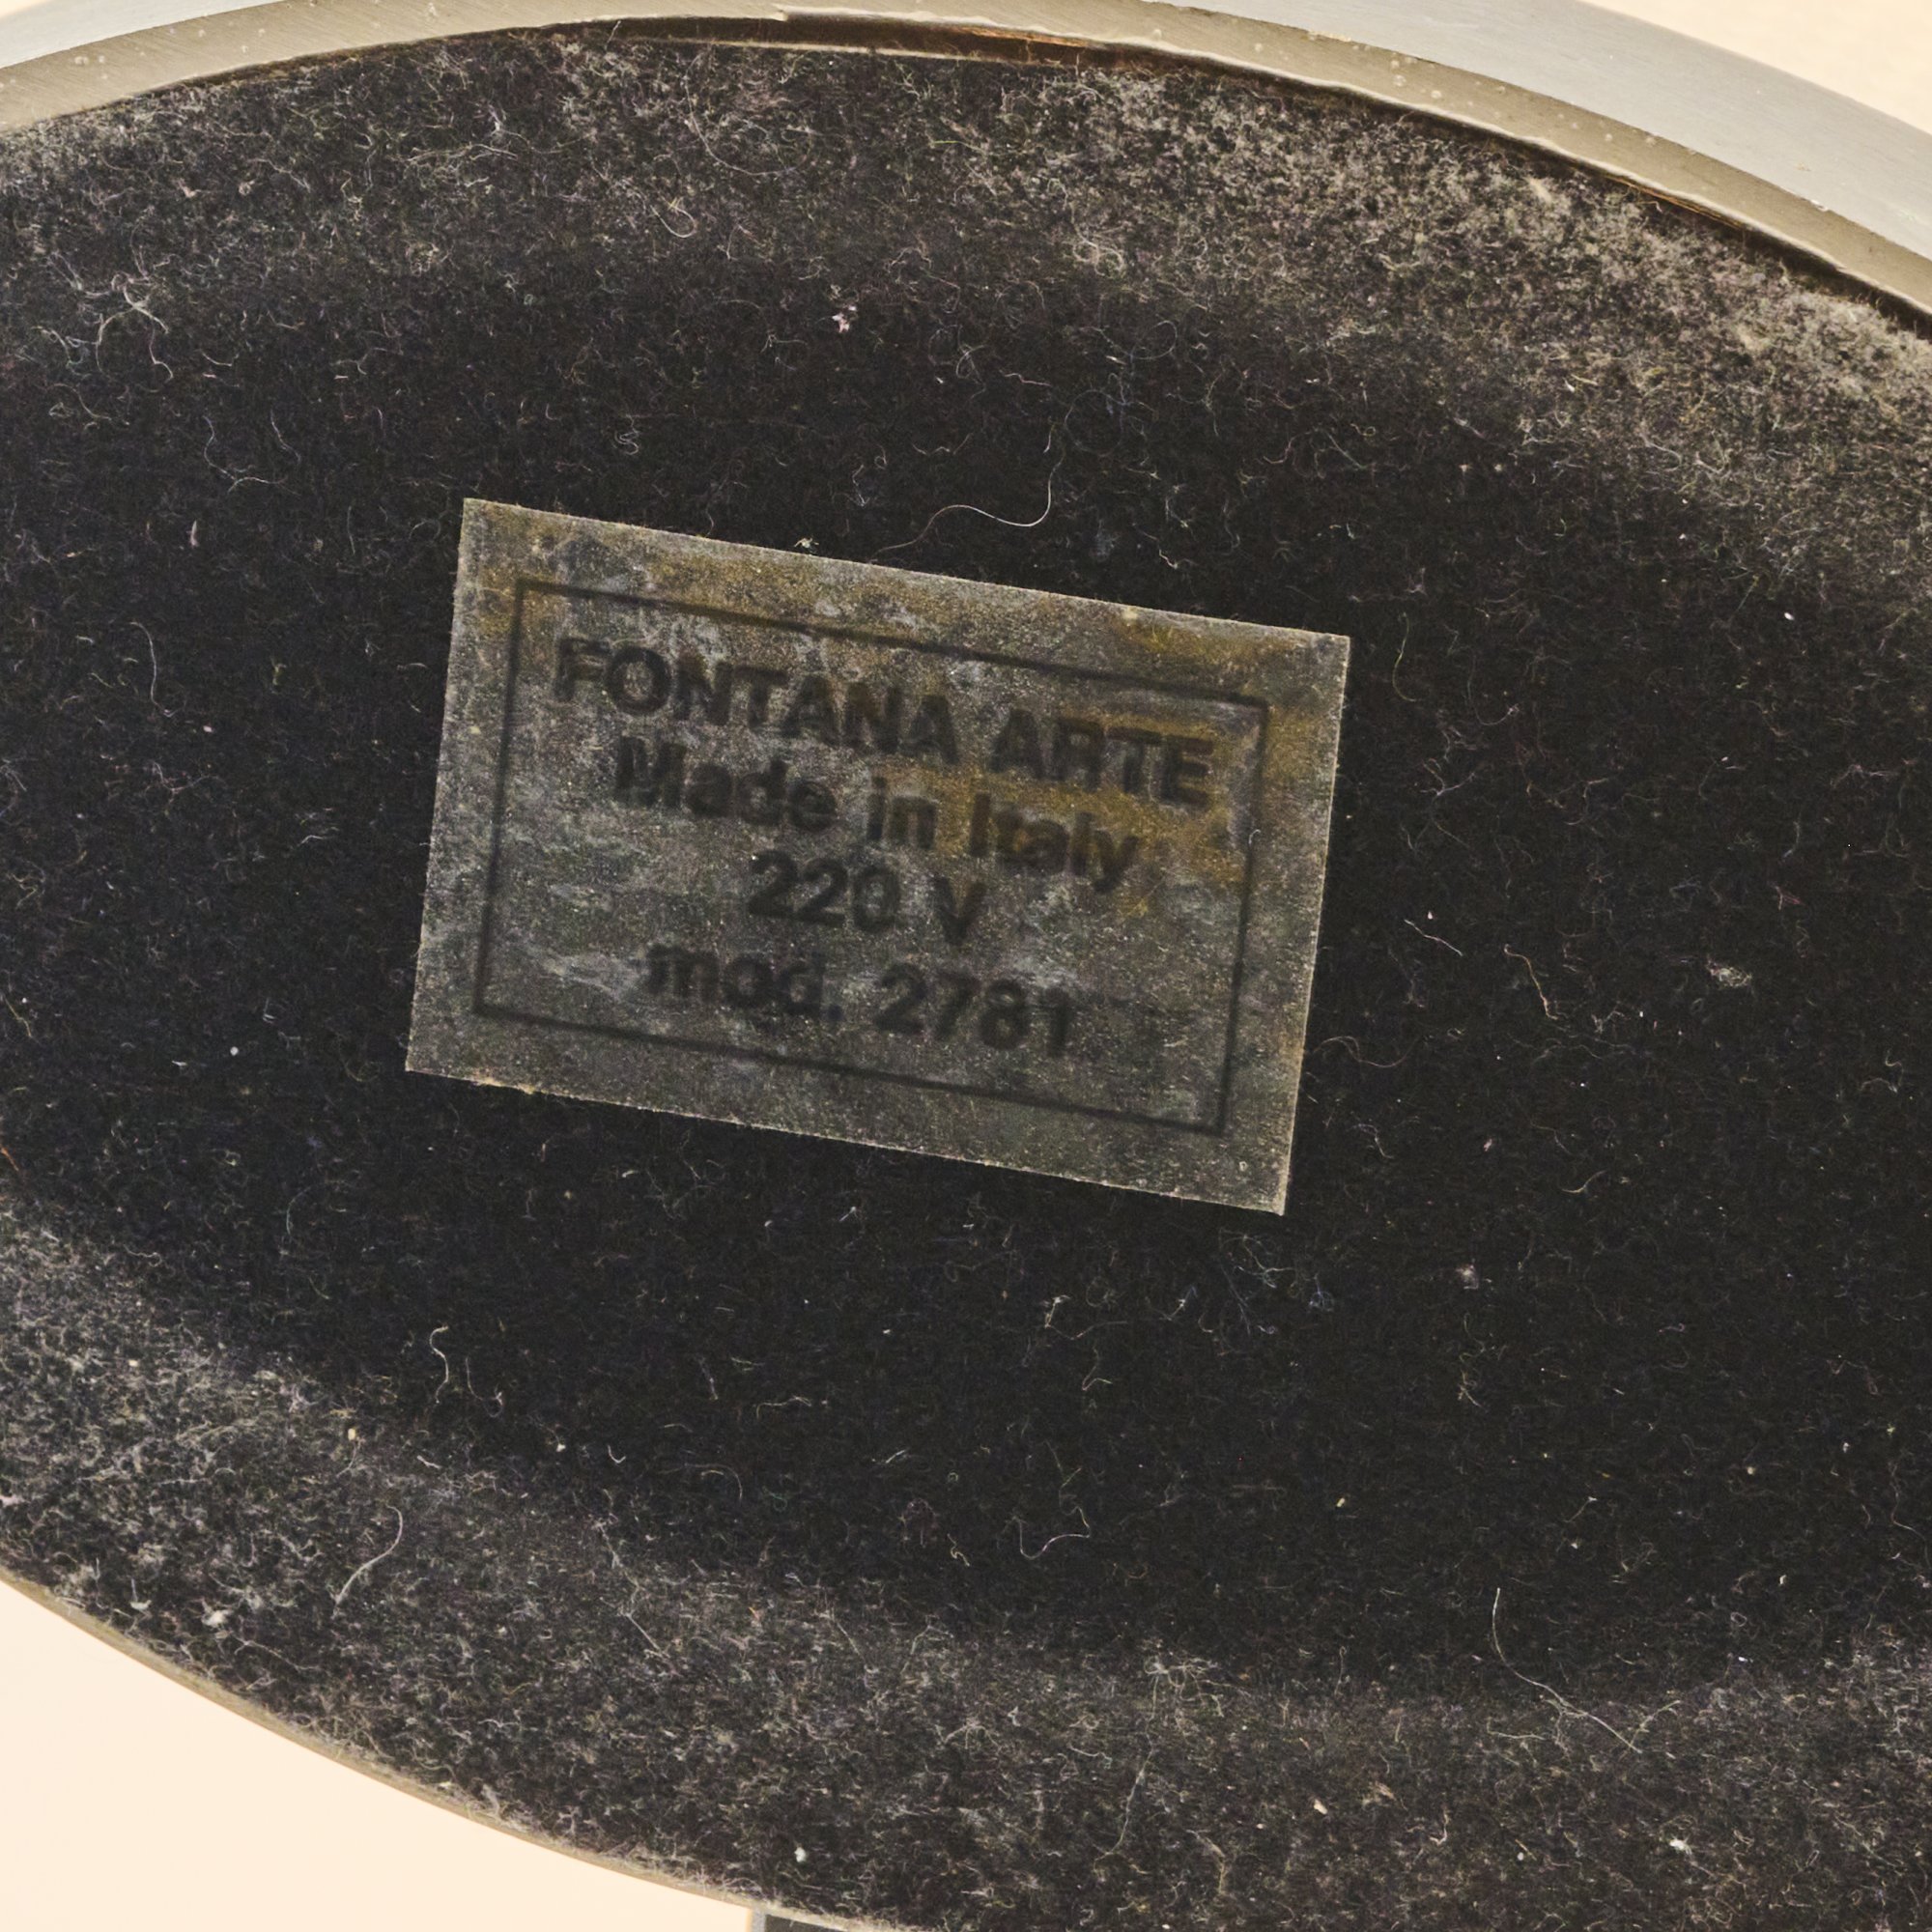 FONTANA ARTE
Made in Italy
220 V
mod. 2781